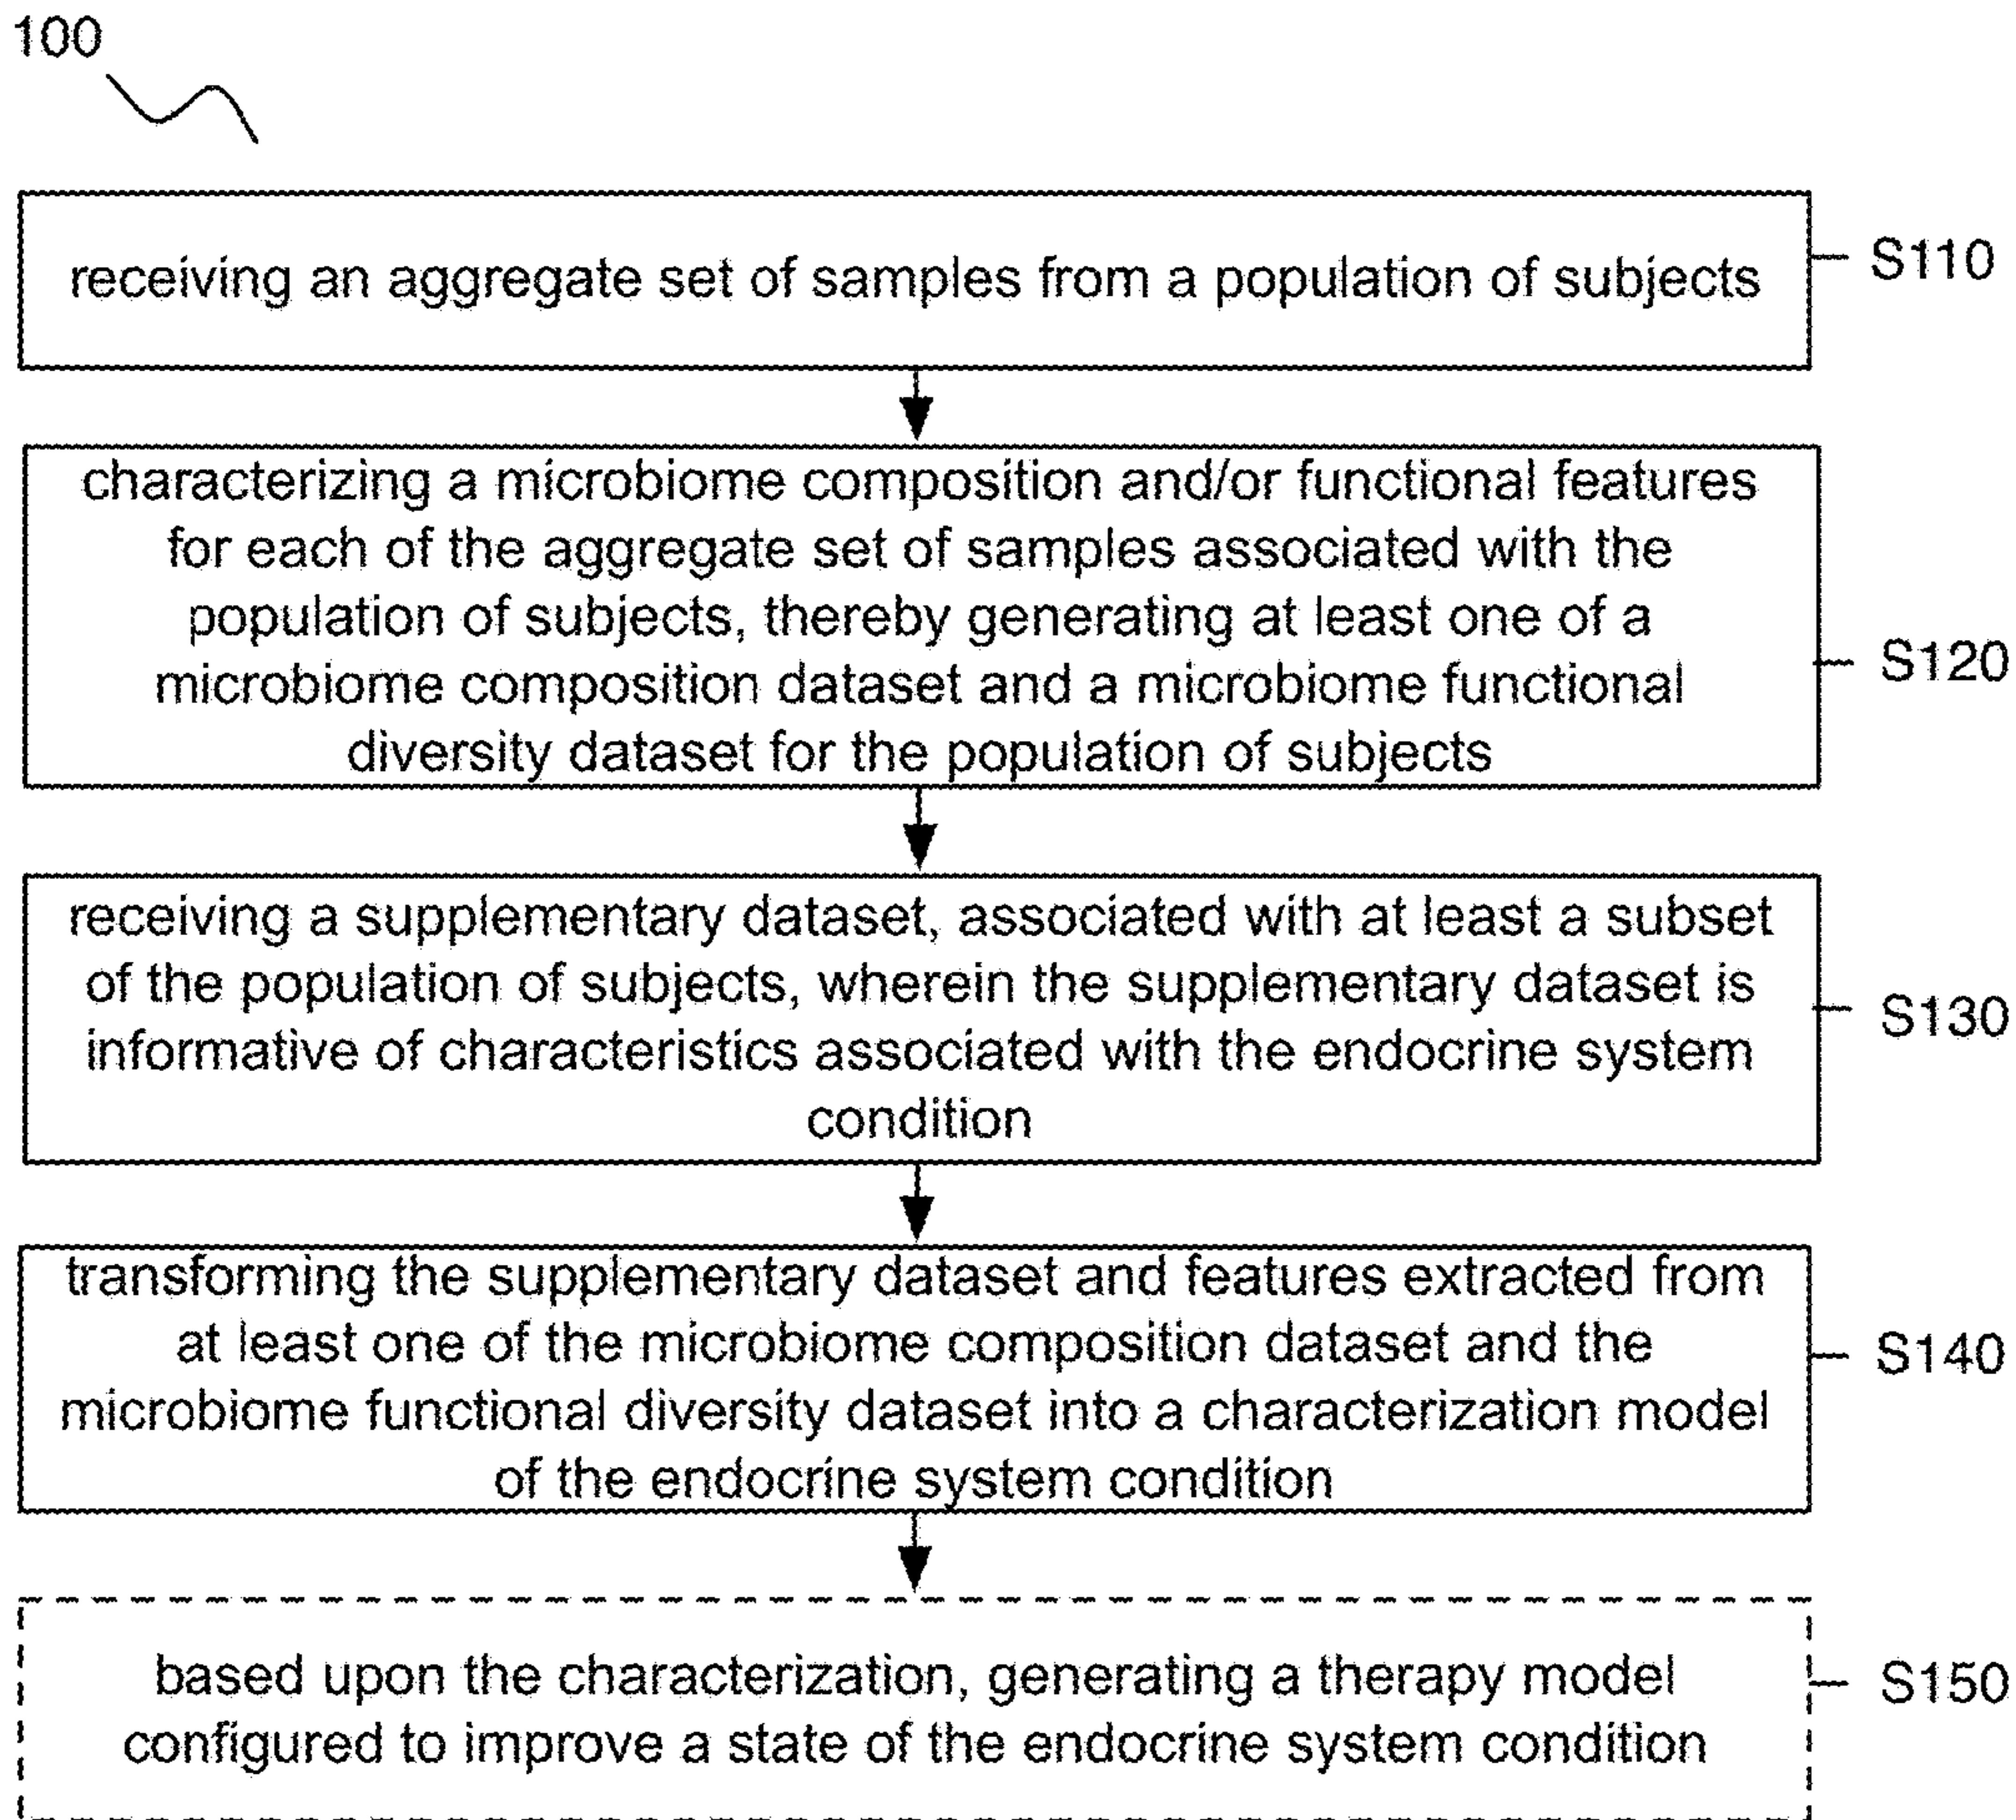 100
receiving an aggregate set of samples from a population of subjects
S110
characterizing a microbiome composition and/or functional features
for each of the aggregate set of samples associated with the
population of subjects, thereby generating at least one of a
microbiome composition dataset and a microbiome functional
diversity dataset for the population of subjects
S120
receiving a supplementary dataset, associated with at least a subset
of the population of subjects, wherein the supplementary dataset is
informative of characteristics associated with the endocrine system
condition
S130
transforming the supplementary dataset and features extracted from
at least one of the microbiome composition dataset and the
microbiome functional diversity dataset into a characterization model
of the endocrine system condition
S140
based upon the characterization, generating a therapy model
configured to improve a state of the endocrine system condition
S150